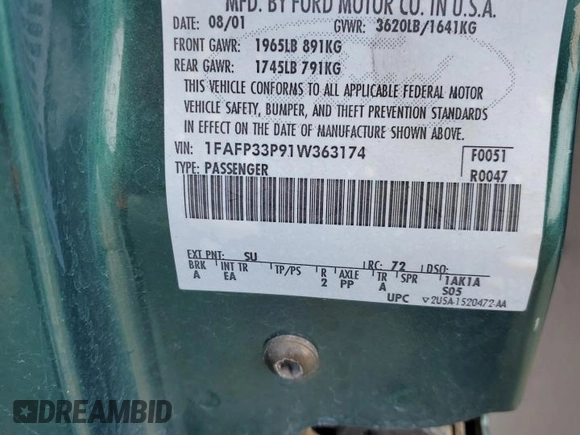 MFD. BY FORD MOTOR CO. IN U.S.A.
DATE: 08/01 GVWR: 3620LB/1641KG
FRONT GAWR: 1965LB 891KG
REAR GAWR: 1745LB 791KG
THIS VEHICLE CONFORMS TO ALL APPLICABLE FEDERAL MOTOR
VEHICLE SAFETY, BUMPER, AND THEFT PREVENTION STANDARDS
IN EFFECT ON THE DATE OF MANUFACTURE SHOWN ABOVE.
VIN: 1FAFP33P91W363174 F0051
TYPE: PASSENGER R0047
EXT PNT: SU RC: 72 DSO:
BRK INT TR TP/PS R AXLE TR SPR 1AK1A
A EA 2 PP A S05
UPC ▽2U5A-1520472-AA
DREAMBID